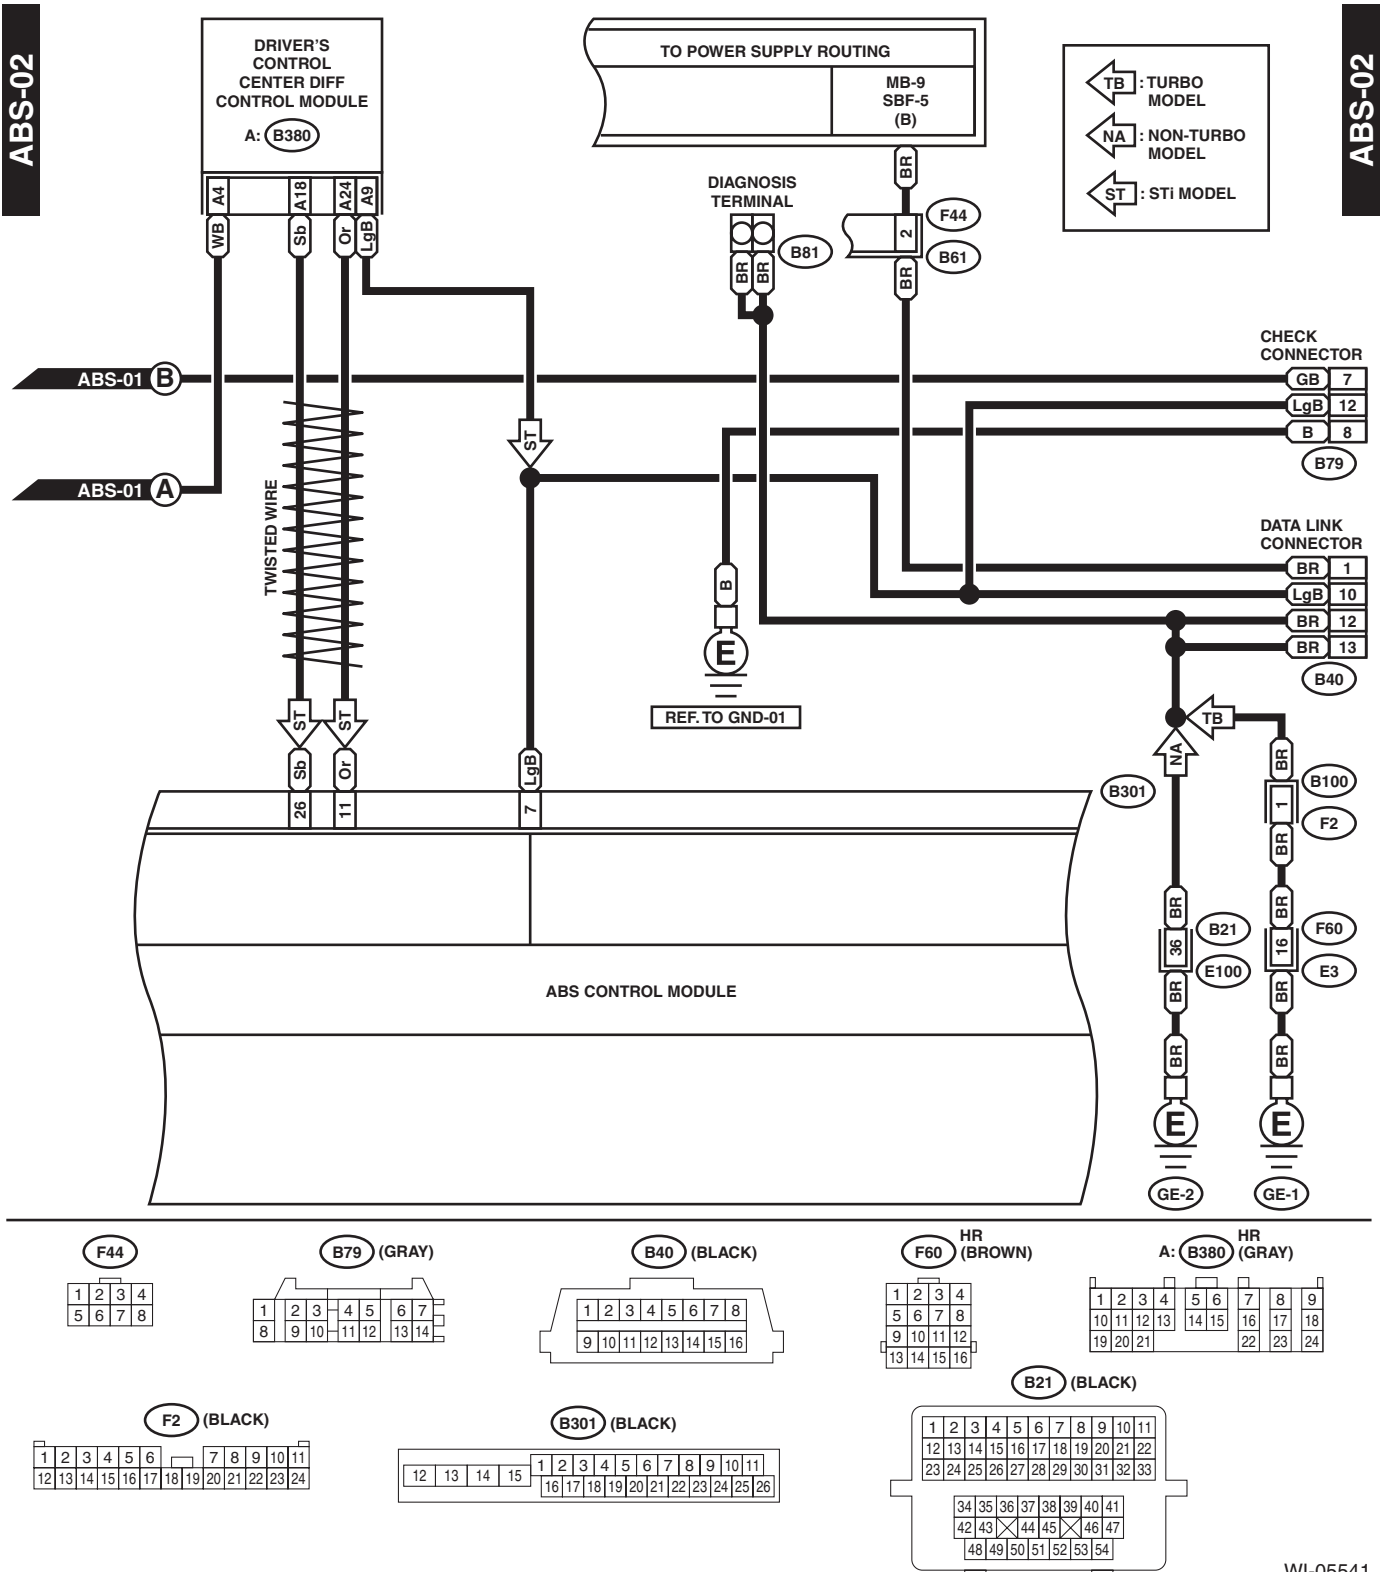 ABS-02
ABS-02
DRIVER'S
CONTROL
CENTER DIFF
CONTROL MODULE
A: B380
A4
A18
A24
A9
WB
Sb
Or
LgB
TO POWER SUPPLY ROUTING
MB-9
SBF-5
(B)
BR
F44
2
B61
BR
DIAGNOSIS
TERMINAL
B81
BR
BR
TB : TURBO
MODEL
NA : NON-TURBO
MODEL
ST : STi MODEL
ABS-01 B
ABS-01 A
TWISTED WIRE
ST
CHECK
CONNECTOR
GB 7
LgB 12
B 8
B79
DATA LINK
CONNECTOR
BR 1
LgB 10
BR 12
BR 13
B40
B
E
REF. TO GND-01
ST
ST
Sb
Or
LgB
26
11
7
B301
NA
TB
BR
B100
1
F2
BR
BR
BR
B21
F60
36
16
E100
E3
BR
BR
BR
BR
E
E
GE-2
GE-1
ABS CONTROL MODULE
F44
1 2 3 4
5 6 7 8
B79 (GRAY)
1 2 3 4 5 6 7
8 9 10 11 12 13 14
B40 (BLACK)
1 2 3 4 5 6 7 8
9 10 11 12 13 14 15 16
HR
F60 (BROWN)
1 2 3 4
5 6 7 8
9 10 11 12
13 14 15 16
HR
A: B380 (GRAY)
1 2 3 4 5 6 7 8 9
10 11 12 13 14 15 16 17 18
19 20 21 22 23 24
F2 (BLACK)
1 2 3 4 5 6 7 8 9 10 11
12 13 14 15 16 17 18 19 20 21 22 23 24
B301 (BLACK)
12 13 14 15 1 2 3 4 5 6 7 8 9 10 11
16 17 18 19 20 21 22 23 24 25 26
B21 (BLACK)
1 2 3 4 5 6 7 8 9 10 11
12 13 14 15 16 17 18 19 20 21 22
23 24 25 26 27 28 29 30 31 32 33
34 35 36 37 38 39 40 41
42 43 44 45 46 47
48 49 50 51 52 53 54
WI-05541